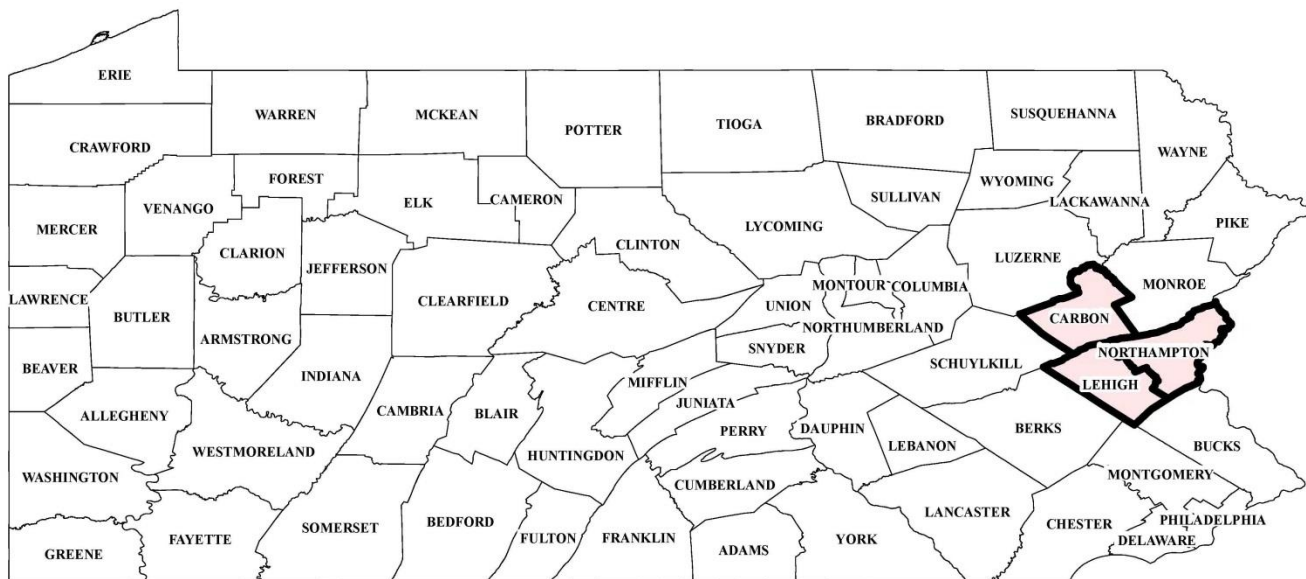 ERIE
WARREN
MCKEAN
POTTER
TIOGA
BRADFORD
SUSQUEHANNA
WAYNE
CRAWFORD
FOREST
VENANGO
ELK
CAMERON
SULLIVAN
WYOMING
LACKAWANNA
PIKE
MERCER
CLARION
JEFFERSON
CLINTON
LYCOMING
LUZERNE
MONROE
LAWRENCE
BUTLER
CLEARFIELD
CENTRE
UNION
MONTOUR
COLUMBIA
CARBON
ARMSTRONG
NORTHUMBERLAND
SNYDER
SCHUYLKILL
NORTHAMPTON
LEHIGH
BEAVER
INDIANA
MIFFLIN
JUNIATA
ALLEGHENY
CAMBRIA
BLAIR
PERRY
DAUPHIN
LEBANON
BERKS
BUCKS
WESTMORELAND
HUNTINGDON
WASHINGTON
CUMBERLAND
MONTGOMERY
LANCASTER
SOMERSET
BEDFORD
FULTON
FRANKLIN
ADAMS
YORK
CHESTER
PHILADELPHIA
DELAWARE
GREENE
FAYETTE